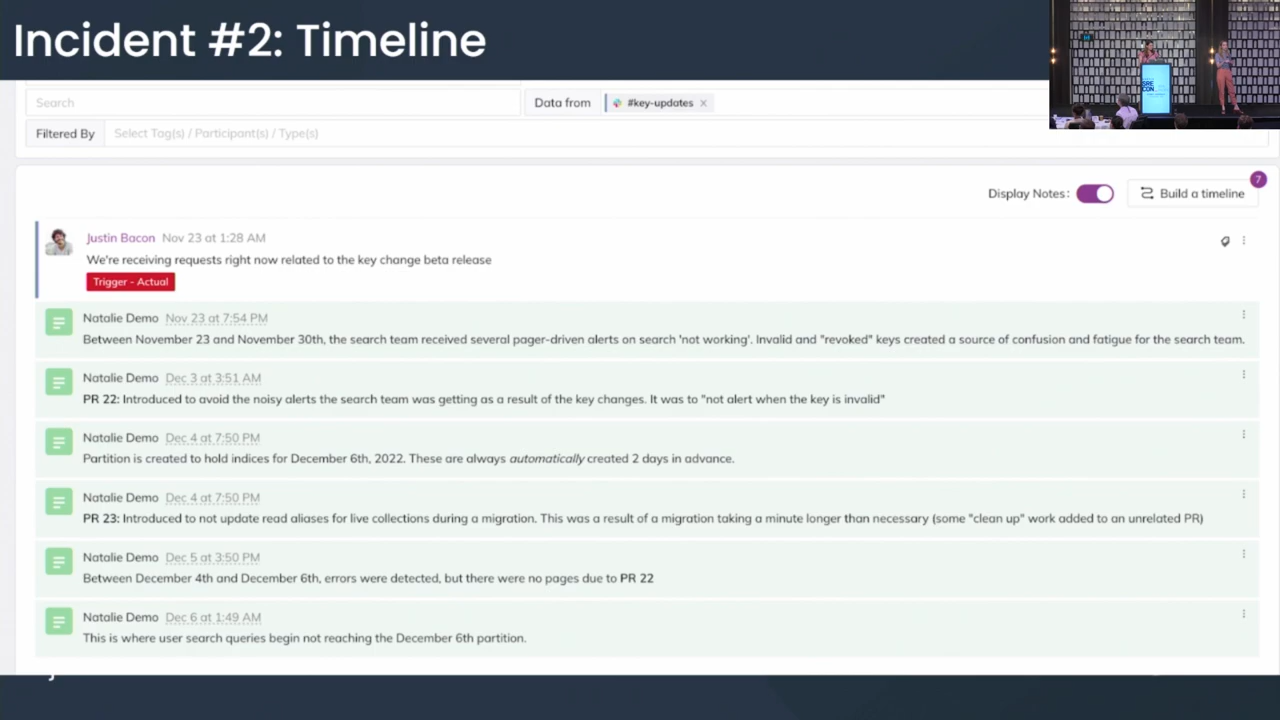 Incident #2: Timeline
Search
Data from
#key-updates ×
Filtered By
Select Tag(s) / Participant(s) / Type(s)
Display Notes:
Build a timeline
7
Justin Bacon Nov 23 at 1:28 AM
We're receiving requests right now related to the key change beta release
Trigger - Actual
Natalie Demo Nov 23 at 7:54 PM
Between November 23 and November 30th, the search team received several pager-driven alerts on search 'not working'. Invalid and "revoked" keys created a source of confusion and fatigue for the search team.
Natalie Demo Dec 3 at 3:51 AM
PR 22: Introduced to avoid the noisy alerts the search team was getting as a result of the key changes. It was to "not alert when the key is invalid"
Natalie Demo Dec 4 at 7:50 PM
Partition is created to hold indices for December 6th, 2022. These are always automatically created 2 days in advance.
Natalie Demo Dec 4 at 7:50 PM
PR 23: Introduced to not update read aliases for live collections during a migration. This was a result of a migration taking a minute longer than necessary (some "clean up" work added to an unrelated PR)
Natalie Demo Dec 5 at 3:50 PM
Between December 4th and December 6th, errors were detected, but there were no pages due to PR 22
Natalie Demo Dec 6 at 1:49 AM
This is where user search queries begin not reaching the December 6th partition.